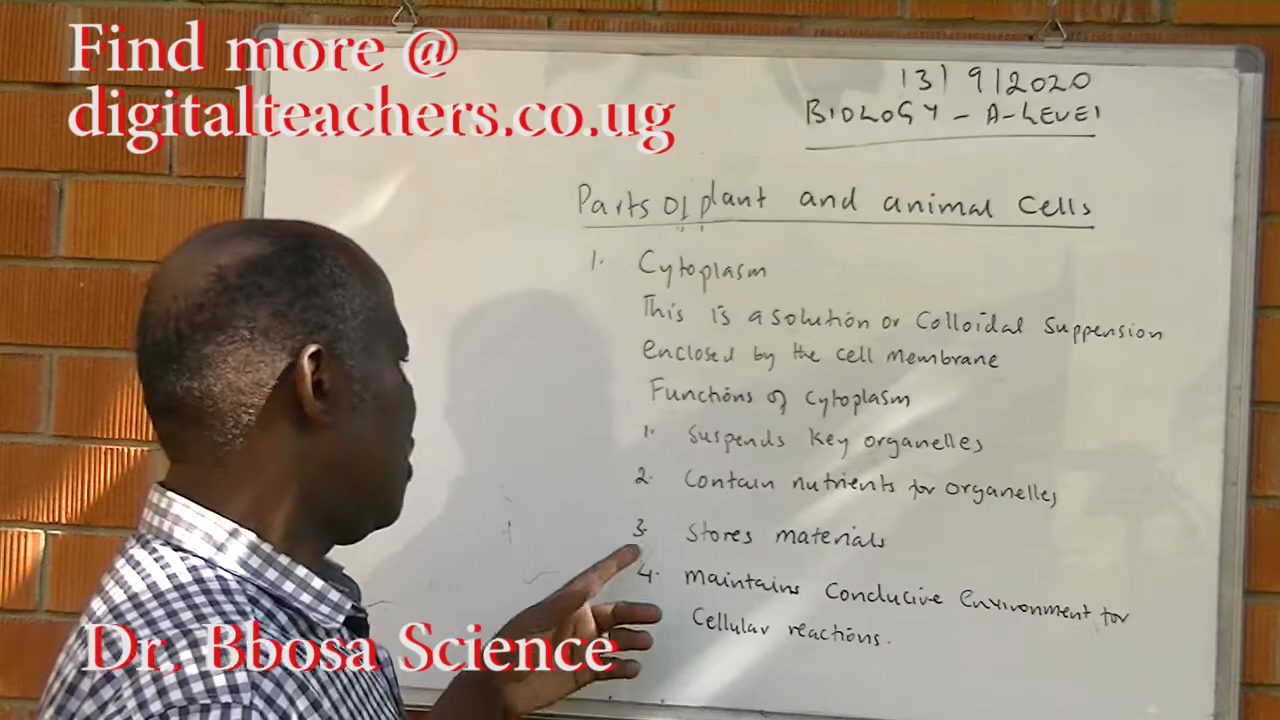 Find more @
digitalteachers.co.ug
13/9/2020
BIOLOGY - A-LEVEl
Parts of plant and animal Cells
1. Cytoplasm
This is a solution or Colloidal Suppension
enclosed by the cell membrane
Functions of Cytoplasm
1. Suspends key organelles
2. Contain nutrients for organelles
3. Stores materials
4. Maintains Conducive Environment for
Cellular reactions.
Dr. Bbosa Science